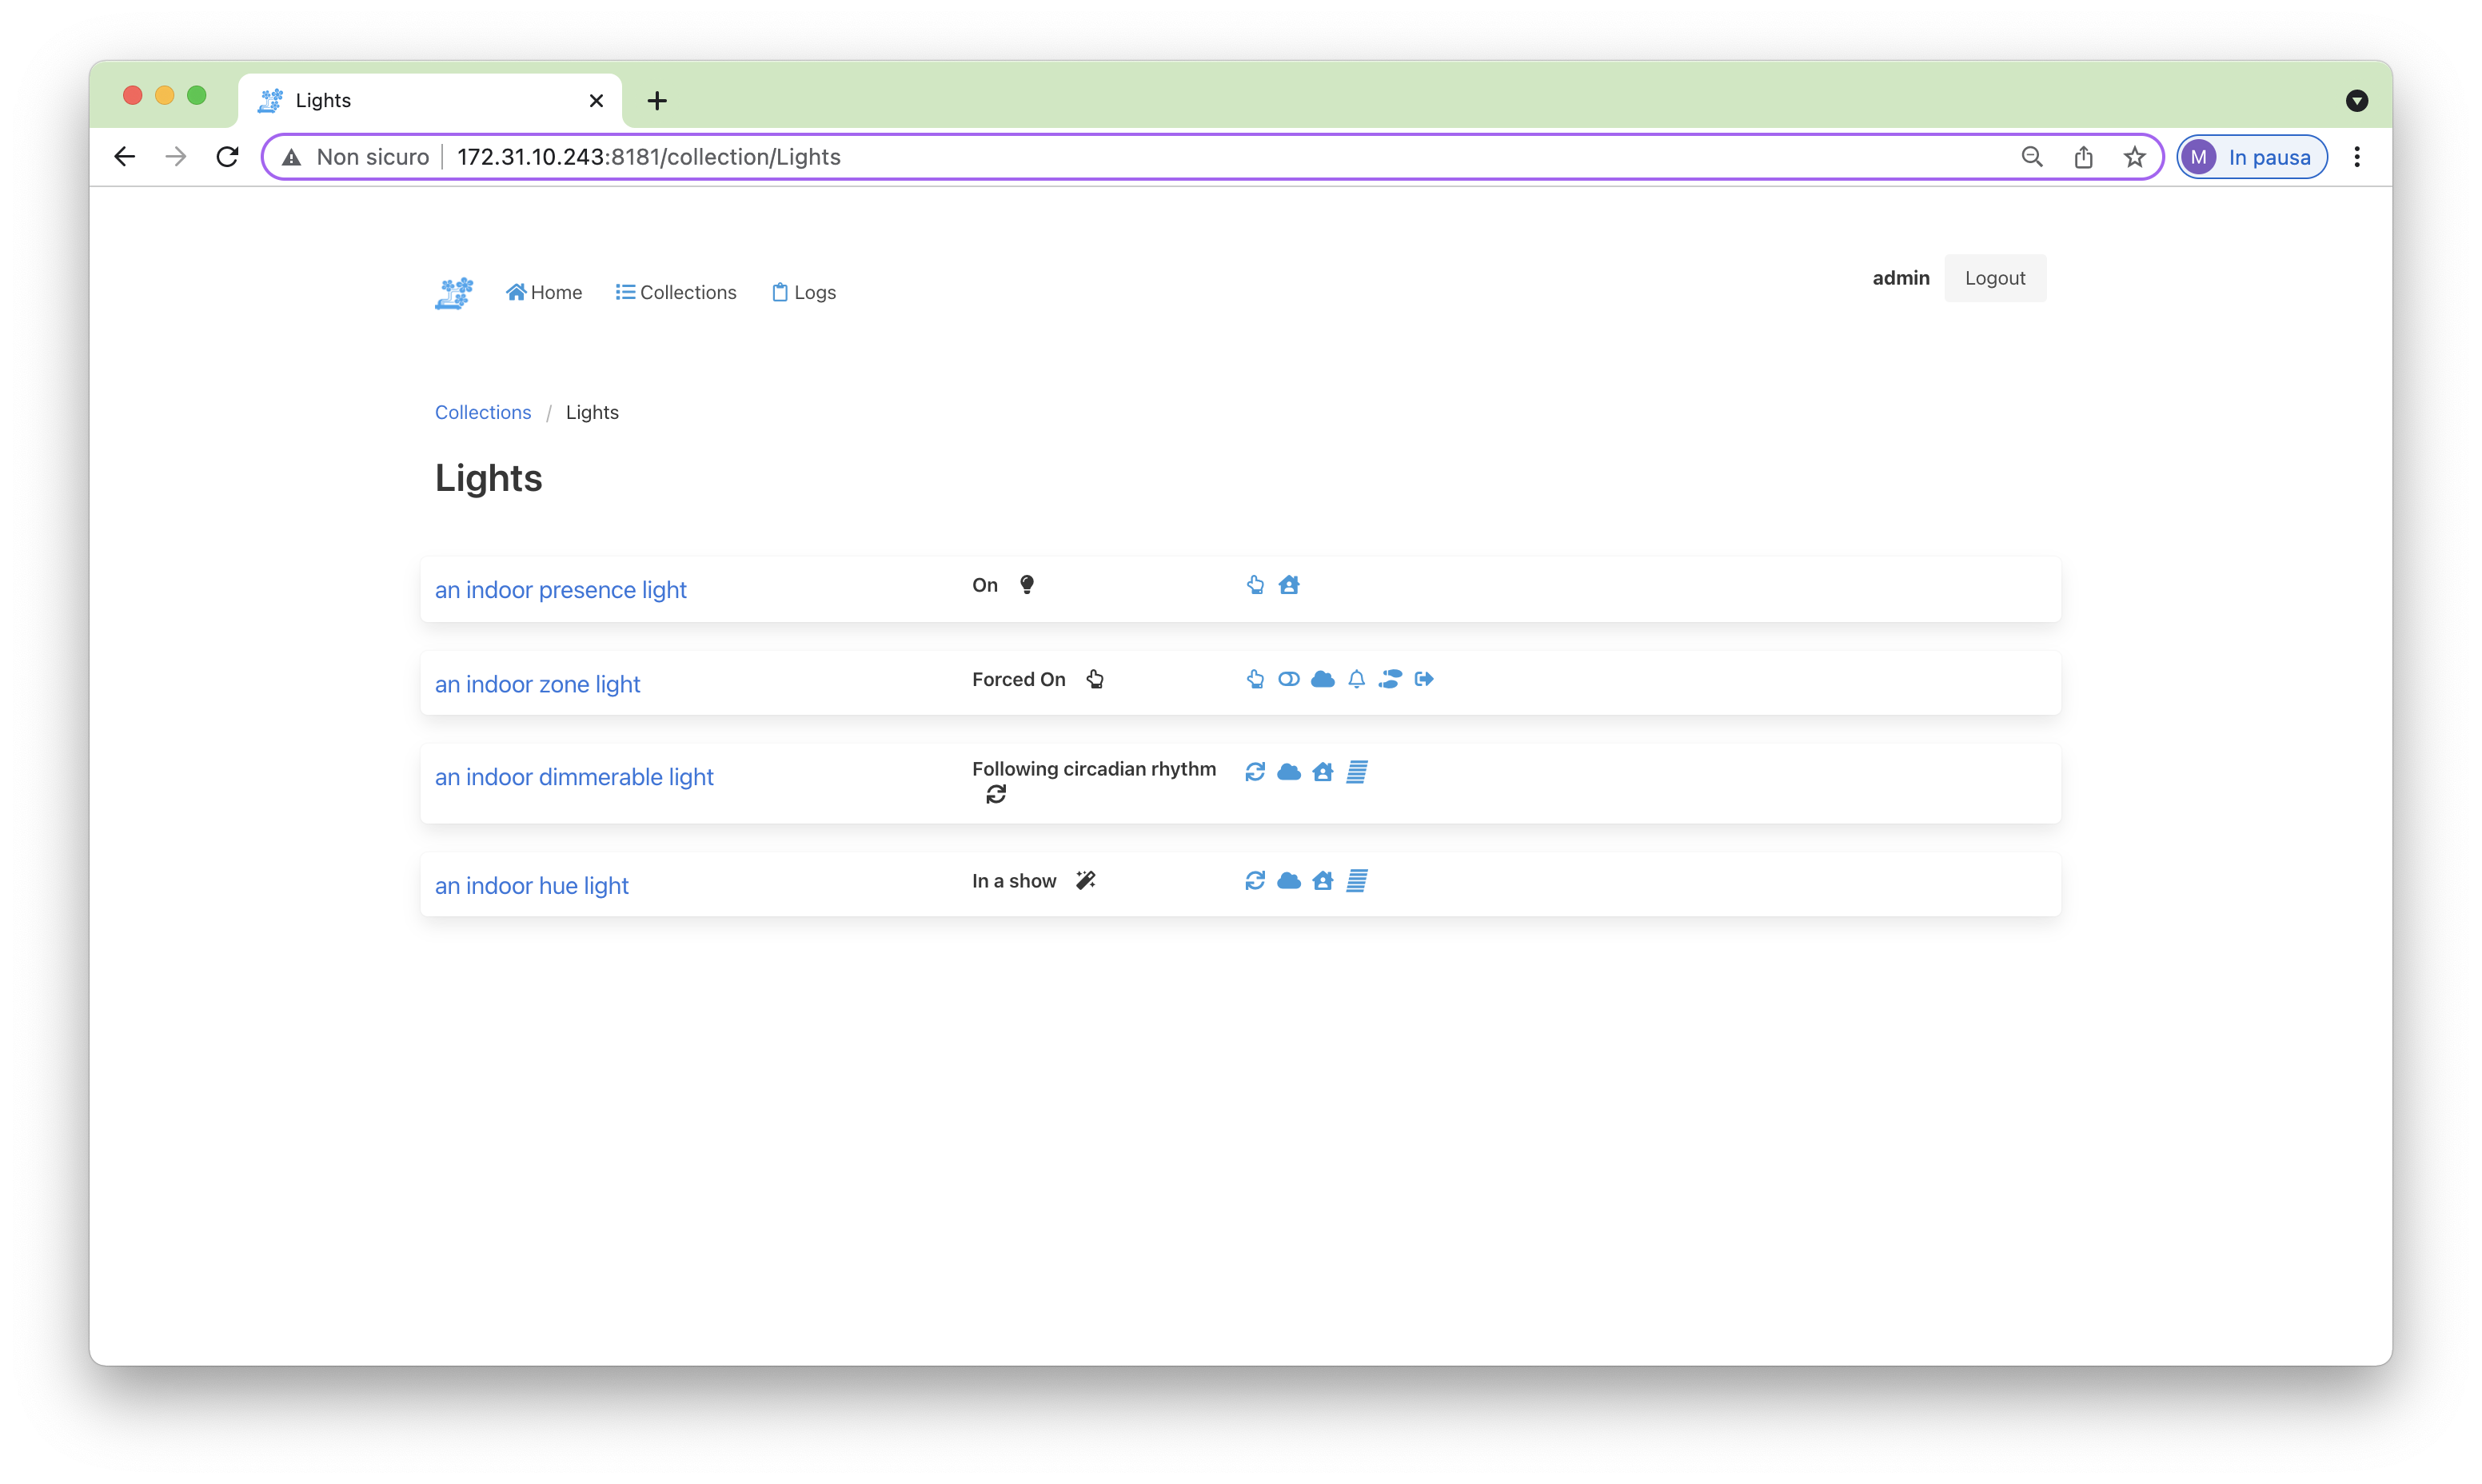 Lights
Non sicuro 172.31.10.243:8181/collection/Lights
M In pausa
Home Collections Logs
admin Logout
Collections / Lights
Lights
an indoor presence light On
an indoor zone light Forced On
an indoor dimmerable light Following circadian rhythm
an indoor hue light In a show